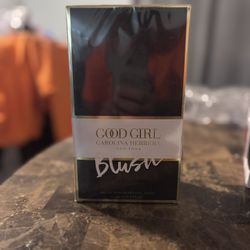 GOOD GIRL
CAROLINA HERRERA
NEW YORK
Blush